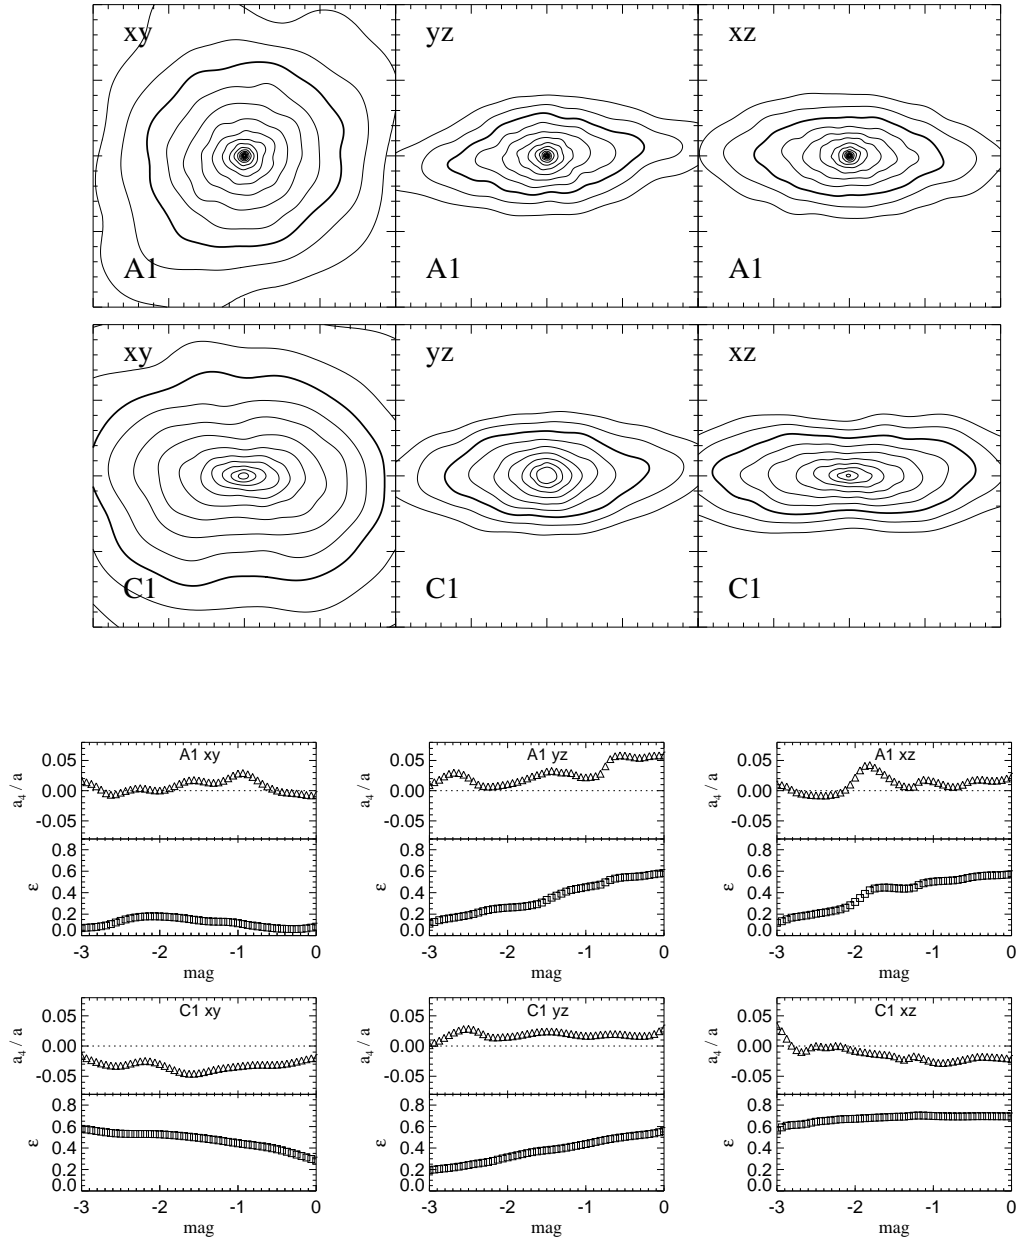 xy yz xz
A1 A1 A1
xy yz xz
C1 C1 C1
A1 xy A1 yz A1 xz
0.05 0.05 0.05
a4 / a 0.00 a4 / a 0.00 a4 / a 0.00
-0.05 -0.05 -0.05
0.8 0.8 0.8
0.6 0.6 0.6
ε 0.4 ε 0.4 ε 0.4
0.2 0.2 0.2
0.0 0.0 0.0
-3 -2 -1 0 -3 -2 -1 0 -3 -2 -1 0
mag mag mag
C1 xy C1 yz C1 xz
0.05 0.05 0.05
a4 / a 0.00 a4 / a 0.00 a4 / a 0.00
-0.05 -0.05 -0.05
0.8 0.8 0.8
0.6 0.6 0.6
ε 0.4 ε 0.4 ε 0.4
0.2 0.2 0.2
0.0 0.0 0.0
-3 -2 -1 0 -3 -2 -1 0 -3 -2 -1 0
mag mag mag